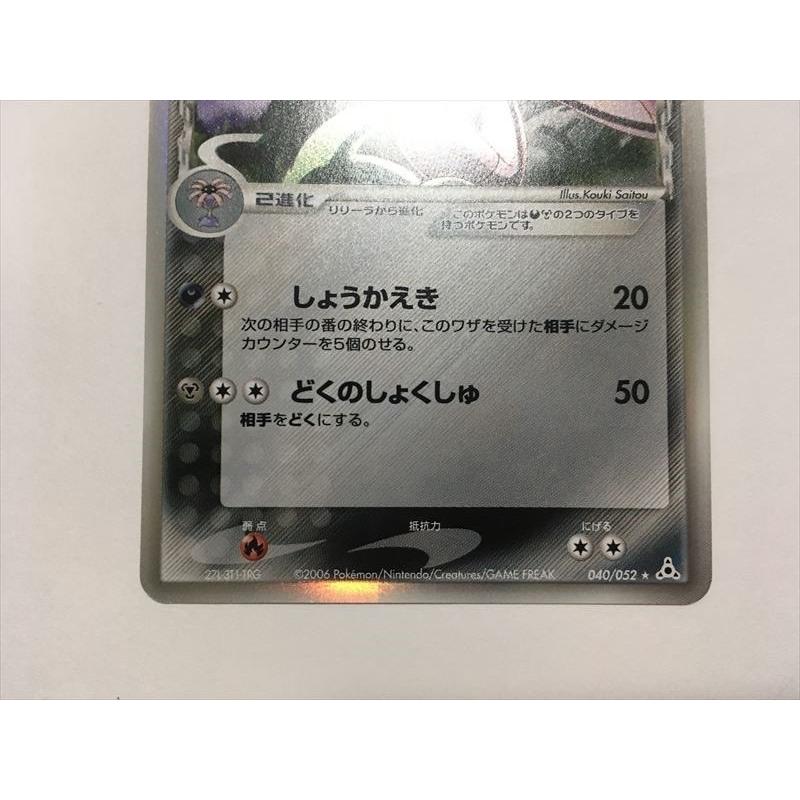 Illus. Kouki Saitou
2進化
リリーラから進化
このポケモンは の2つのタイプを
持つポケモンです。
しょうかえき 20
次の相手の番の終わりに、このワザを受けた相手にダメージ
カウンターを5個のせる。
どくのしょくしゅ 50
相手をどくにする。
弱点 抵抗力 にげる
271-311-TRG ©2006 Pokémon/Nintendo/Creatures/GAME FREAK 040/052 ★